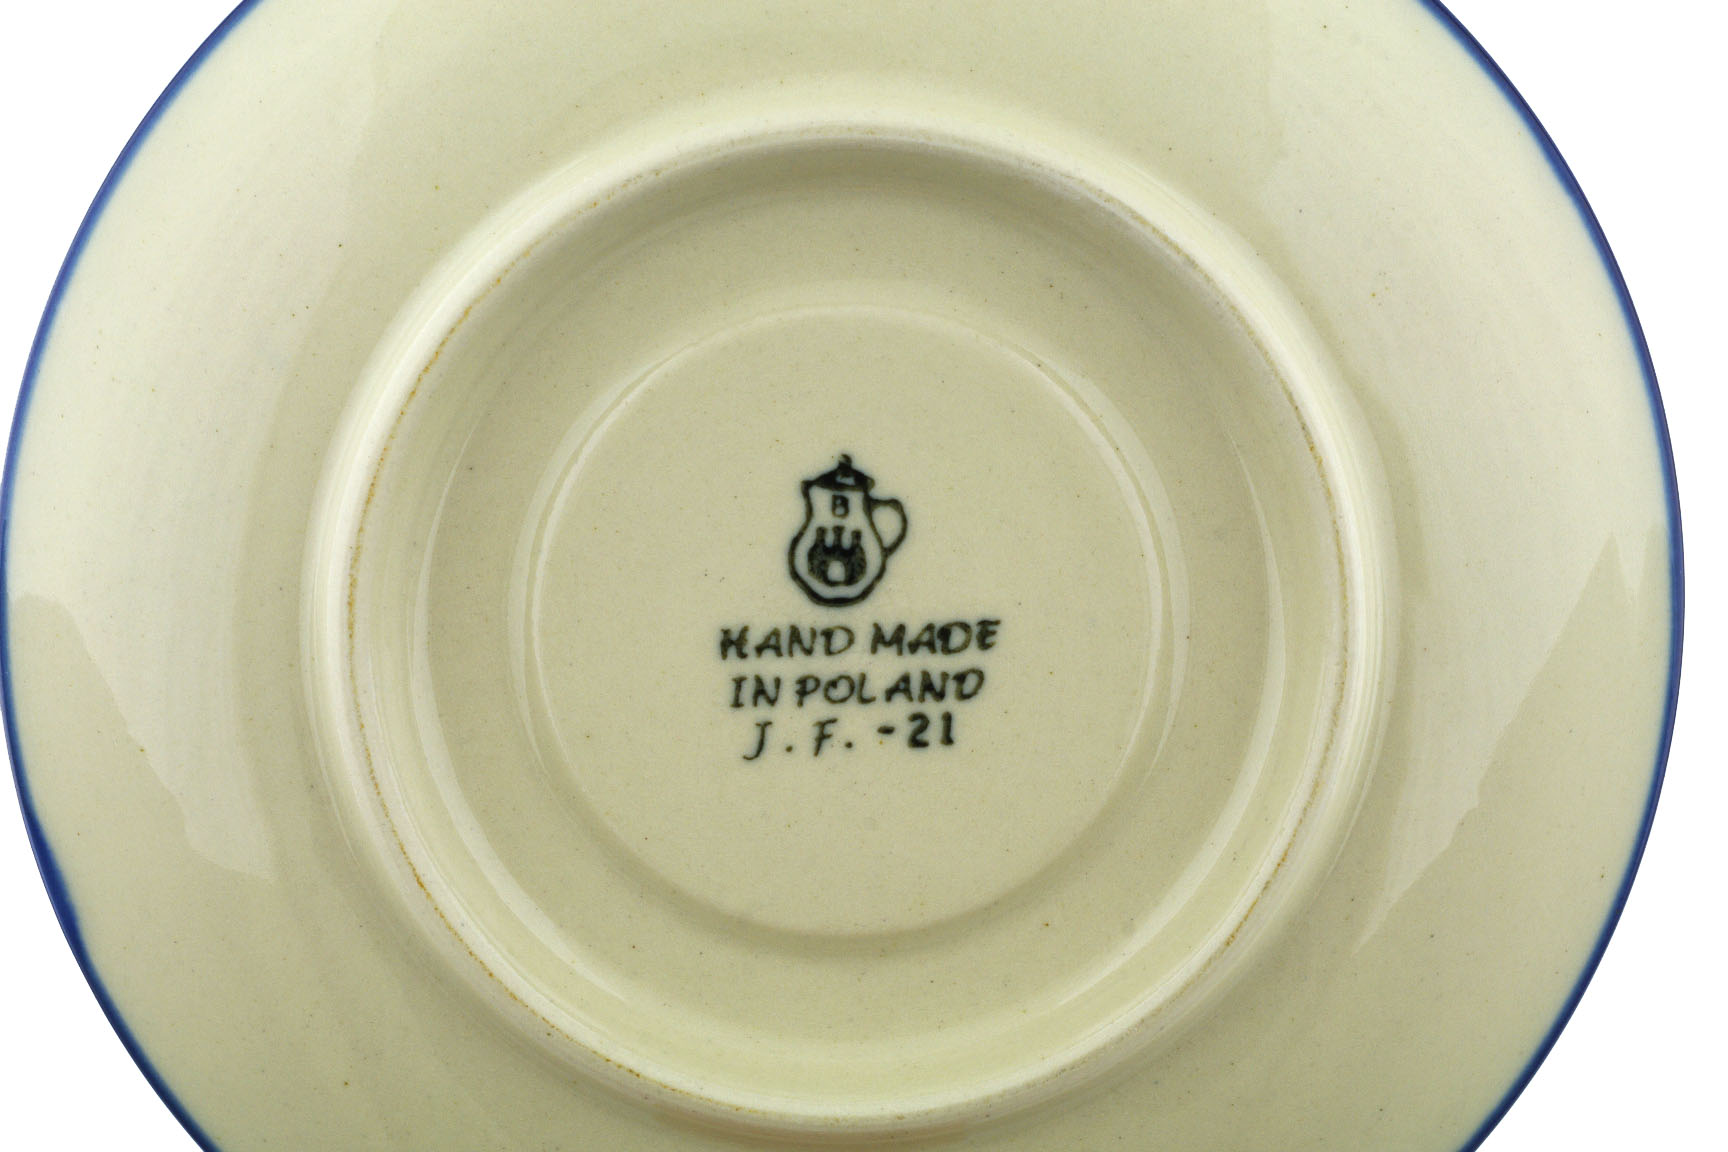 B
HAND MADE
IN POLAND
J. F. -21